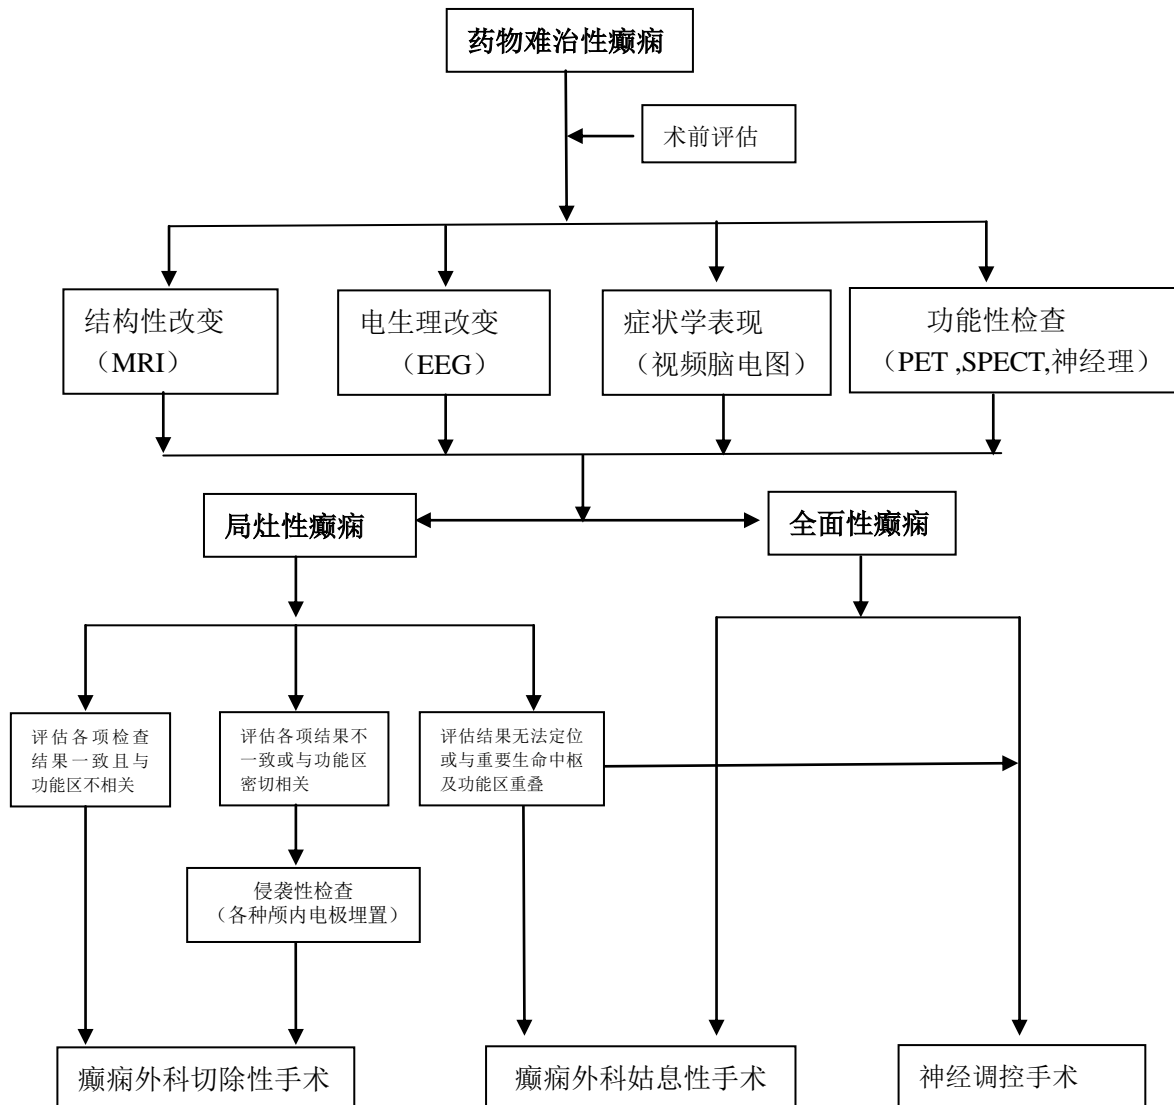 药物难治性癫痫
术前评估
结构性改变
（MRI）
电生理改变
（EEG）
症状学表现
（视频脑电图）
功能性检查
（PET ,SPECT,神经理）
局灶性癫痫
全面性癫痫
评估各项检查
结果一致且与
功能区不相关
评估各项结果不
一致或与功能区
密切相关
评估结果无法定位
或与重要生命中枢
及功能区重叠
侵袭性检查
（各种颅内电极埋置）
癫痫外科切除性手术
癫痫外科姑息性手术
神经调控手术